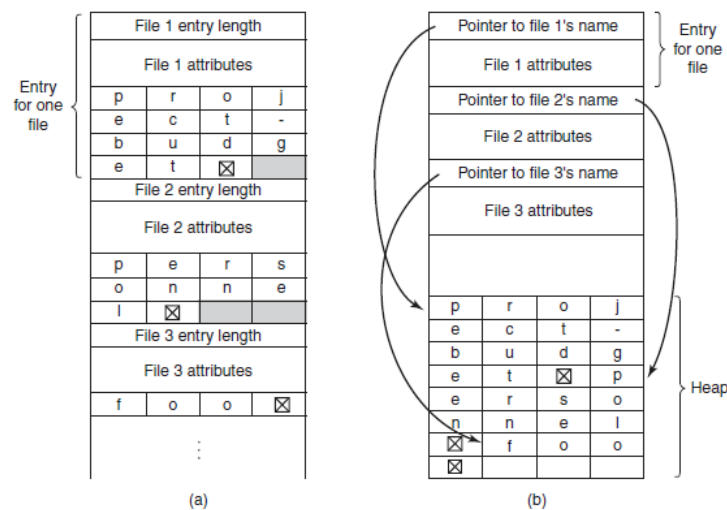 File 1 entry length
File 1 attributes
Entry
for one
file
p r o j
e c t -
b u d g
e t ☒
File 2 entry length
File 2 attributes
p e r s
o n n e
l ☒
File 3 entry length
File 3 attributes
f o o ☒
⋮
(a)
Pointer to file 1's name
File 1 attributes
Entry
for one
file
Pointer to file 2's name
File 2 attributes
Pointer to file 3's name
File 3 attributes
p r o j
e c t -
b u d g
e t ☒ p
e r s o
n n e l
☒ f o o
☒
Heap
(b)